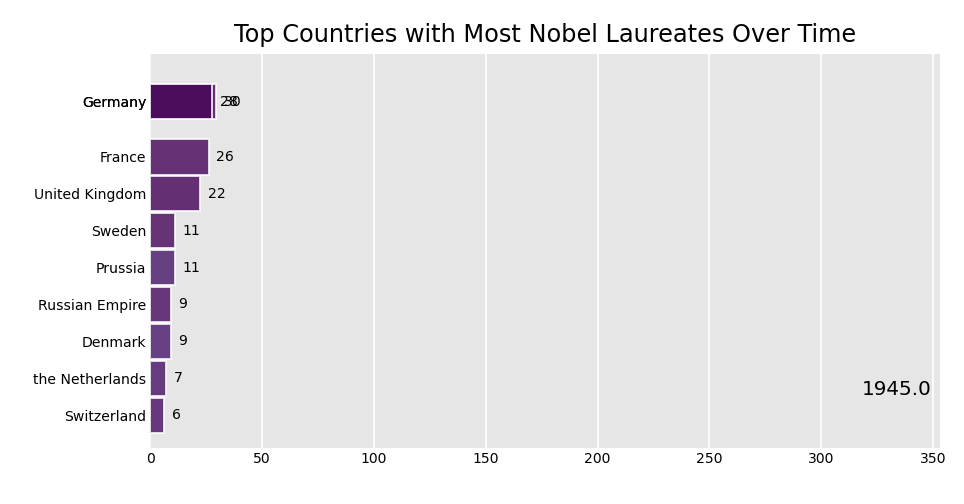 Top Countries with Most Nobel Laureates Over Time
Germany 28 30
France 26
United Kingdom 22
Sweden 11
Prussia 11
Russian Empire 9
Denmark 9
the Netherlands 7
Switzerland 6
1945.0
0 50 100 150 200 250 300 350